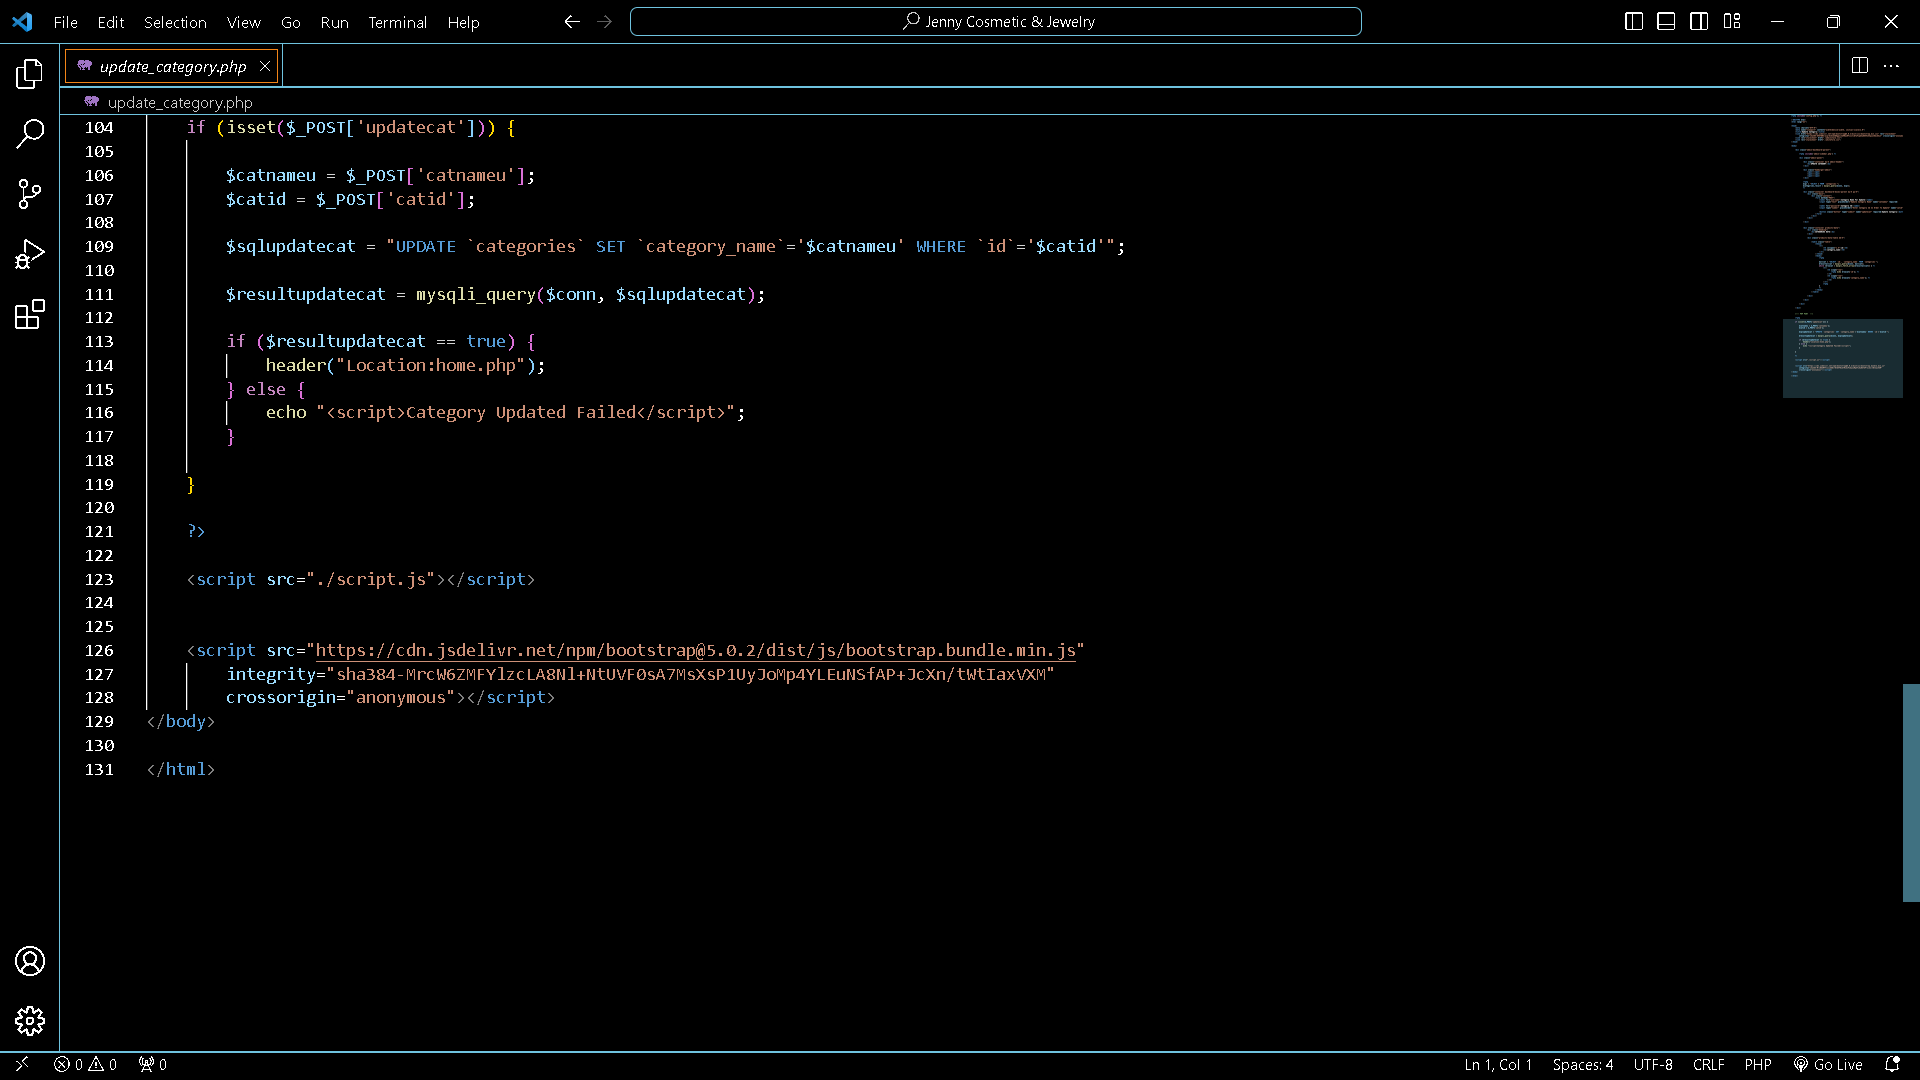 File Edit Selection View Go Run Terminal Help
Jenny Cosmetic & Jewelry
update_category.php
update_category.php
104 if (isset($_POST['updatecat'])) {
105
106 $catnameu = $_POST['catnameu'];
107 $catid = $_POST['catid'];
108
109 $sqlupdatecat = "UPDATE `categories` SET `category_name`='$catnameu' WHERE `id`='$catid'";
110
111 $resultupdatecat = mysqli_query($conn, $sqlupdatecat);
112
113 if ($resultupdatecat == true) {
114 header("Location:home.php");
115 } else {
116 echo "<script>Category Updated Failed</script>";
117 }
118
119 }
120
121 ?>
122
123 <script src="./script.js"></script>
124
125
126 <script src="https://cdn.jsdelivr.net/npm/bootstrap@5.0.2/dist/js/bootstrap.bundle.min.js"
127 integrity="sha384-MrcW6ZMFYlzcLA8Nl+NtUVF0sA7MsXsP1UyJoMp4YLEuNSfAP+JcXn/tWtIaxVXM"
128 crossorigin="anonymous"></script>
129 </body>
130
131 </html>
0 0 0
Ln 1, Col 1 Spaces: 4 UTF-8 CRLF PHP Go Live